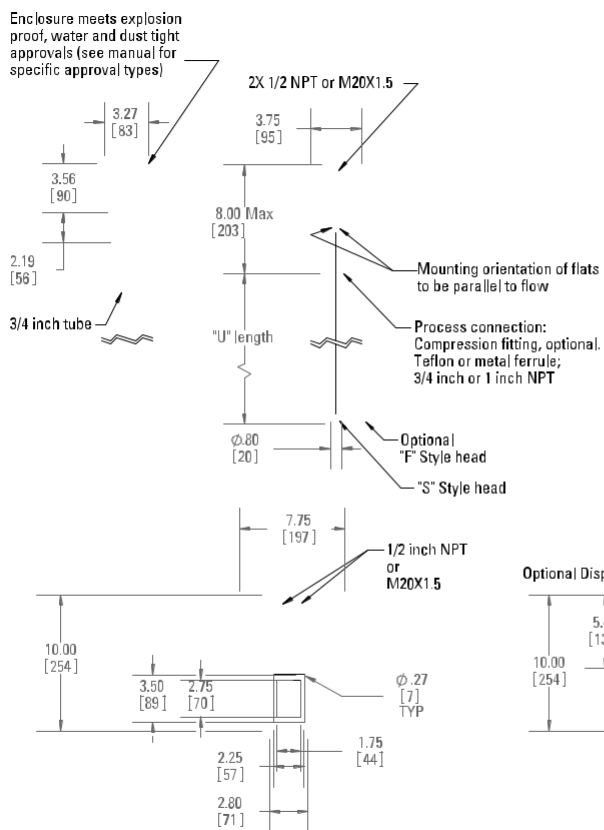 Enclosure meets explosion
proof, water and dust tight
approvals (see manual for
specific approval types)
2X 1/2 NPT or M20X1.5
3.27
[83]
3.75
[95]
3.56
[90]
8.00 Max
[203]
2.19
[56]
Mounting orientation of flats
to be parallel to flow
3/4 inch tube
"U" length
Process connection:
Compression fitting, optional.
Teflon or metal ferrule;
3/4 inch or 1 inch NPT
Ø.80
[20]
Optional
"F" Style head
"S" Style head
7.75
[197]
1/2 inch NPT
or
M20X1.5
Optional
10.00
[254]
3.50
[89]
2.75
[70]
Ø.27
[7]
TYP
10.00
[254]
1.75
[44]
2.25
[57]
2.80
[71]